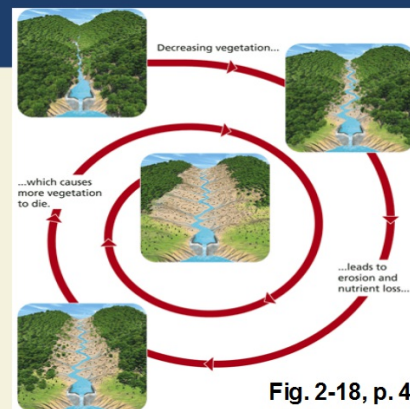 Decreasing vegetation...
...leads to
erosion and
nutrient loss...
...which causes
more vegetation
to die.
Fig. 2-18, p. 4